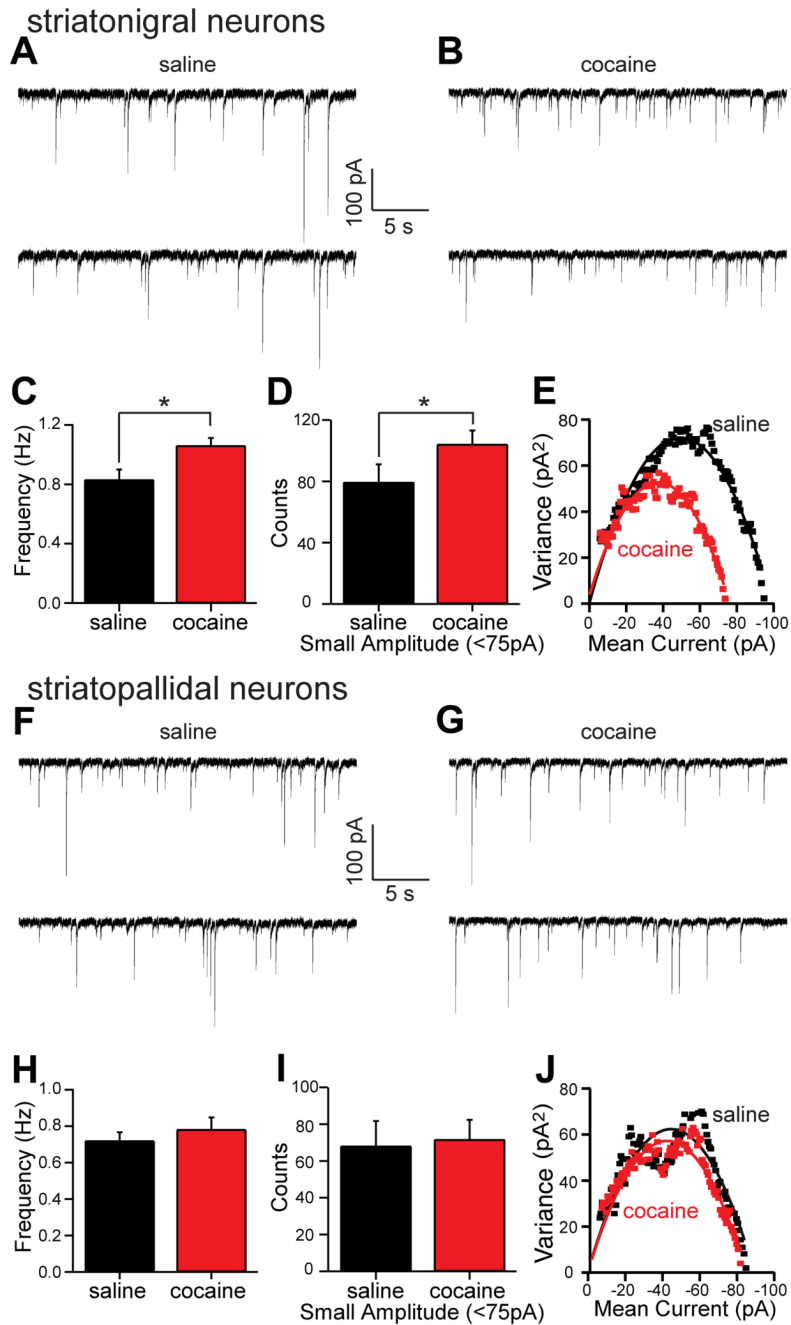 striatonigral neurons
A
saline
B
cocaine
100 pA
5 s
C
Frequency (Hz)
1.2
0.8
0.4
0.0
*
saline
cocaine
D
Counts
120
80
40
0
*
saline
cocaine
Small Amplitude (<75pA)
E
Variance (pA2)
80
60
40
20
0
saline
cocaine
0
-20
-40
-60
-80
-100
Mean Current (pA)
striatopallidal neurons
F
saline
G
cocaine
100 pA
5 s
H
Frequency (Hz)
1.0
0.8
0.6
0.4
0.2
0.0
saline
cocaine
I
Counts
100
80
60
40
20
0
saline
cocaine
Small Amplitude (<75pA)
J
Variance (pA2)
80
60
40
20
0
saline
cocaine
0
-20
-40
-60
-80
-100
Mean Current (pA)